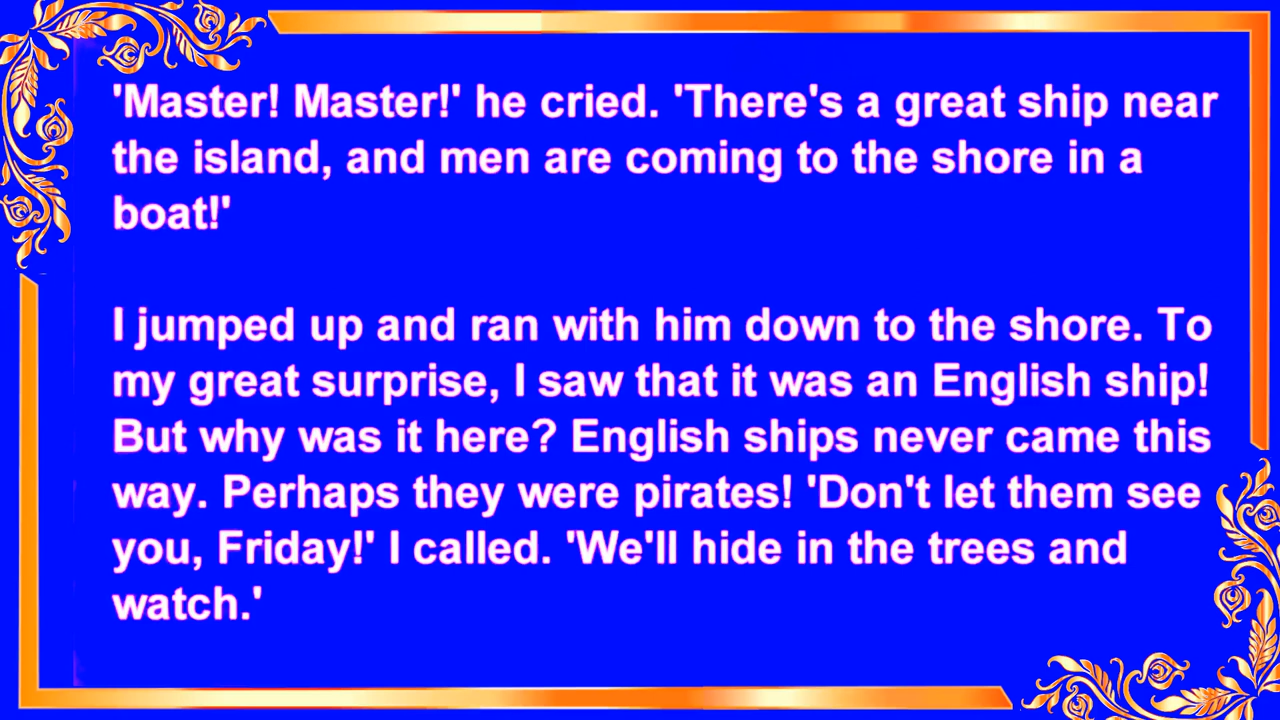 'Master! Master!' he cried. 'There's a great ship near
the island, and men are coming to the shore in a
boat!'
I jumped up and ran with him down to the shore. To
my great surprise, I saw that it was an English ship!
But why was it here? English ships never came this
way. Perhaps they were pirates! 'Don't let them see
you, Friday!' I called. 'We'll hide in the trees and
watch.'